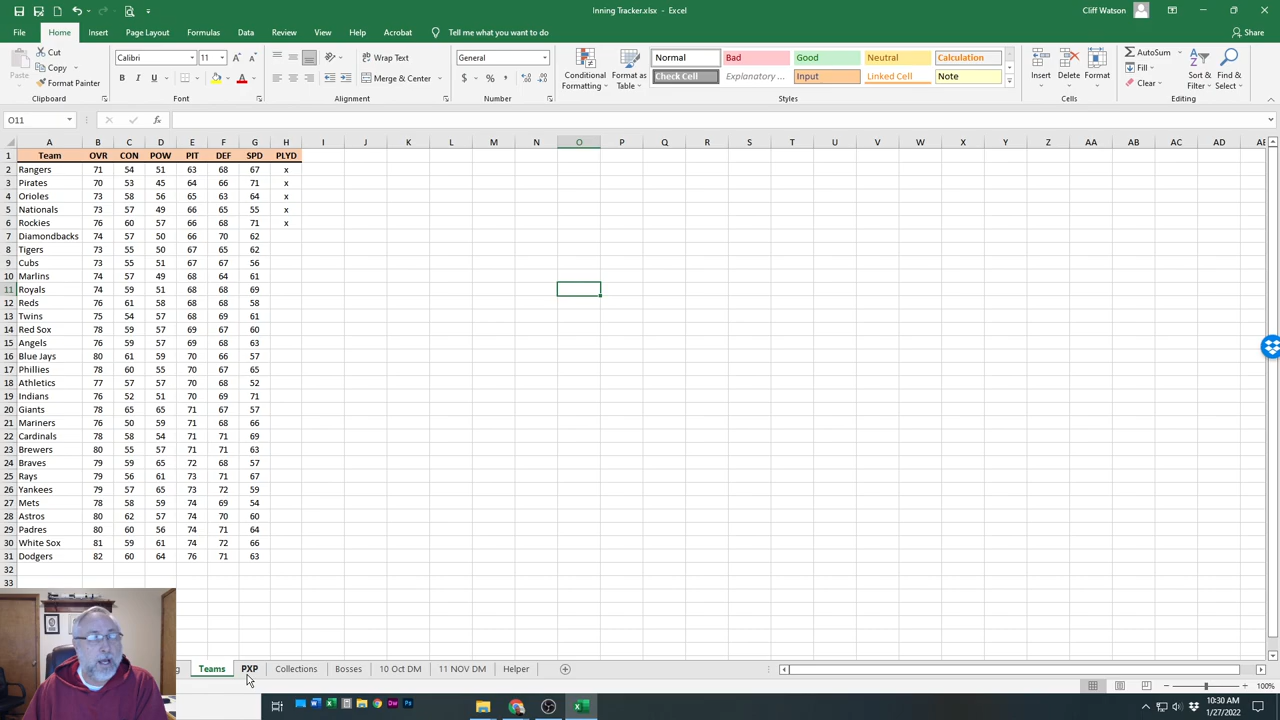 Inning Tracker.xlsx - Excel
Cliff Watson
File Home Insert Page Layout Formulas Data Review View Help Acrobat Tell me what you want to do Share
Paste
Cut
Copy
Format Painter
Clipboard
Calibri 11
B I U A
Font
Wrap Text
Merge & Center
Alignment
General
$ % ,
Number
Conditional Formatting
Format as Table
Normal Bad Good Neutral Calculation
Check Cell Explanatory ... Input Linked Cell Note
Styles
Insert Delete Format
Cells
AutoSum
Fill
Clear
Sort & Filter
Find & Select
Editing
O11 fx
A B C D E F G H I J K L M N O P Q R S T U V W X Y Z AA AB AC AD AE
1 Team OVR CON POW PIT DEF SPD PLYD
2 Rangers 71 54 51 63 68 67 x
3 Pirates 70 53 45 64 66 71 x
4 Orioles 73 58 56 65 63 64 x
5 Nationals 73 57 49 66 65 55 x
6 Rockies 76 60 57 66 68 71 x
7 Diamondbacks 74 57 50 66 70 62
8 Tigers 73 55 50 67 65 62
9 Cubs 73 55 51 67 67 56
10 Marlins 74 57 49 68 64 61
11 Royals 74 59 51 68 68 69
12 Reds 76 61 58 68 68 58
13 Twins 75 54 57 68 69 61
14 Red Sox 78 59 57 69 67 60
15 Angels 76 59 57 69 68 63
16 Blue Jays 80 61 59 70 66 57
17 Phillies 78 60 55 70 67 65
18 Athletics 77 57 57 70 68 52
19 Indians 76 52 51 70 69 71
20 Giants 78 65 65 71 67 57
21 Mariners 76 50 59 71 68 66
22 Cardinals 78 58 54 71 71 69
23 Brewers 80 55 57 71 71 63
24 Braves 79 59 65 72 68 57
25 Rays 79 56 61 73 71 67
26 Yankees 79 57 65 73 72 59
27 Mets 78 58 59 74 69 54
28 Astros 80 62 57 74 70 60
29 Padres 80 60 56 74 71 64
30 White Sox 81 59 61 74 72 66
31 Dodgers 82 60 64 76 71 63
32
33
g Teams PXP Collections Bosses 10 Oct DM 11 NOV DM Helper
100%
10:30 AM
1/27/2022